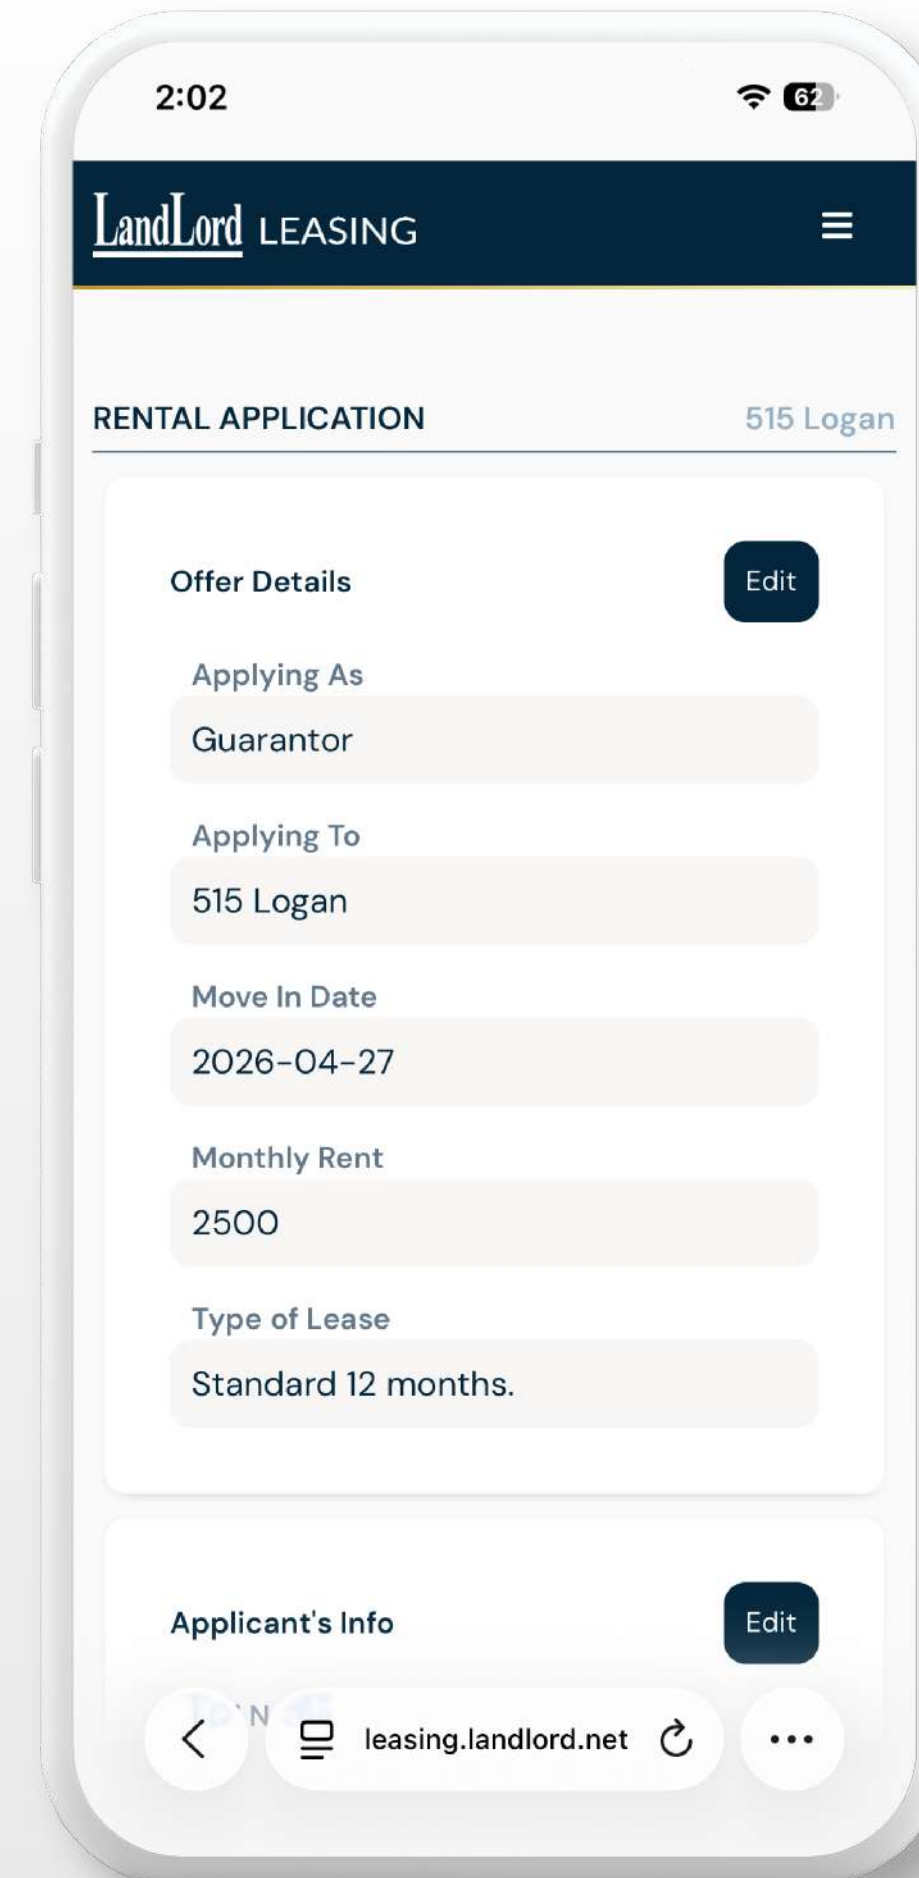 2:02
62
LandLord LEASING
RENTAL APPLICATION
515 Logan
Offer Details
Edit
Applying As
Guarantor
Applying To
515 Logan
Move In Date
2026-04-27
Monthly Rent
2500
Type of Lease
Standard 12 months.
Applicant's Info
Edit
leasing.landlord.net